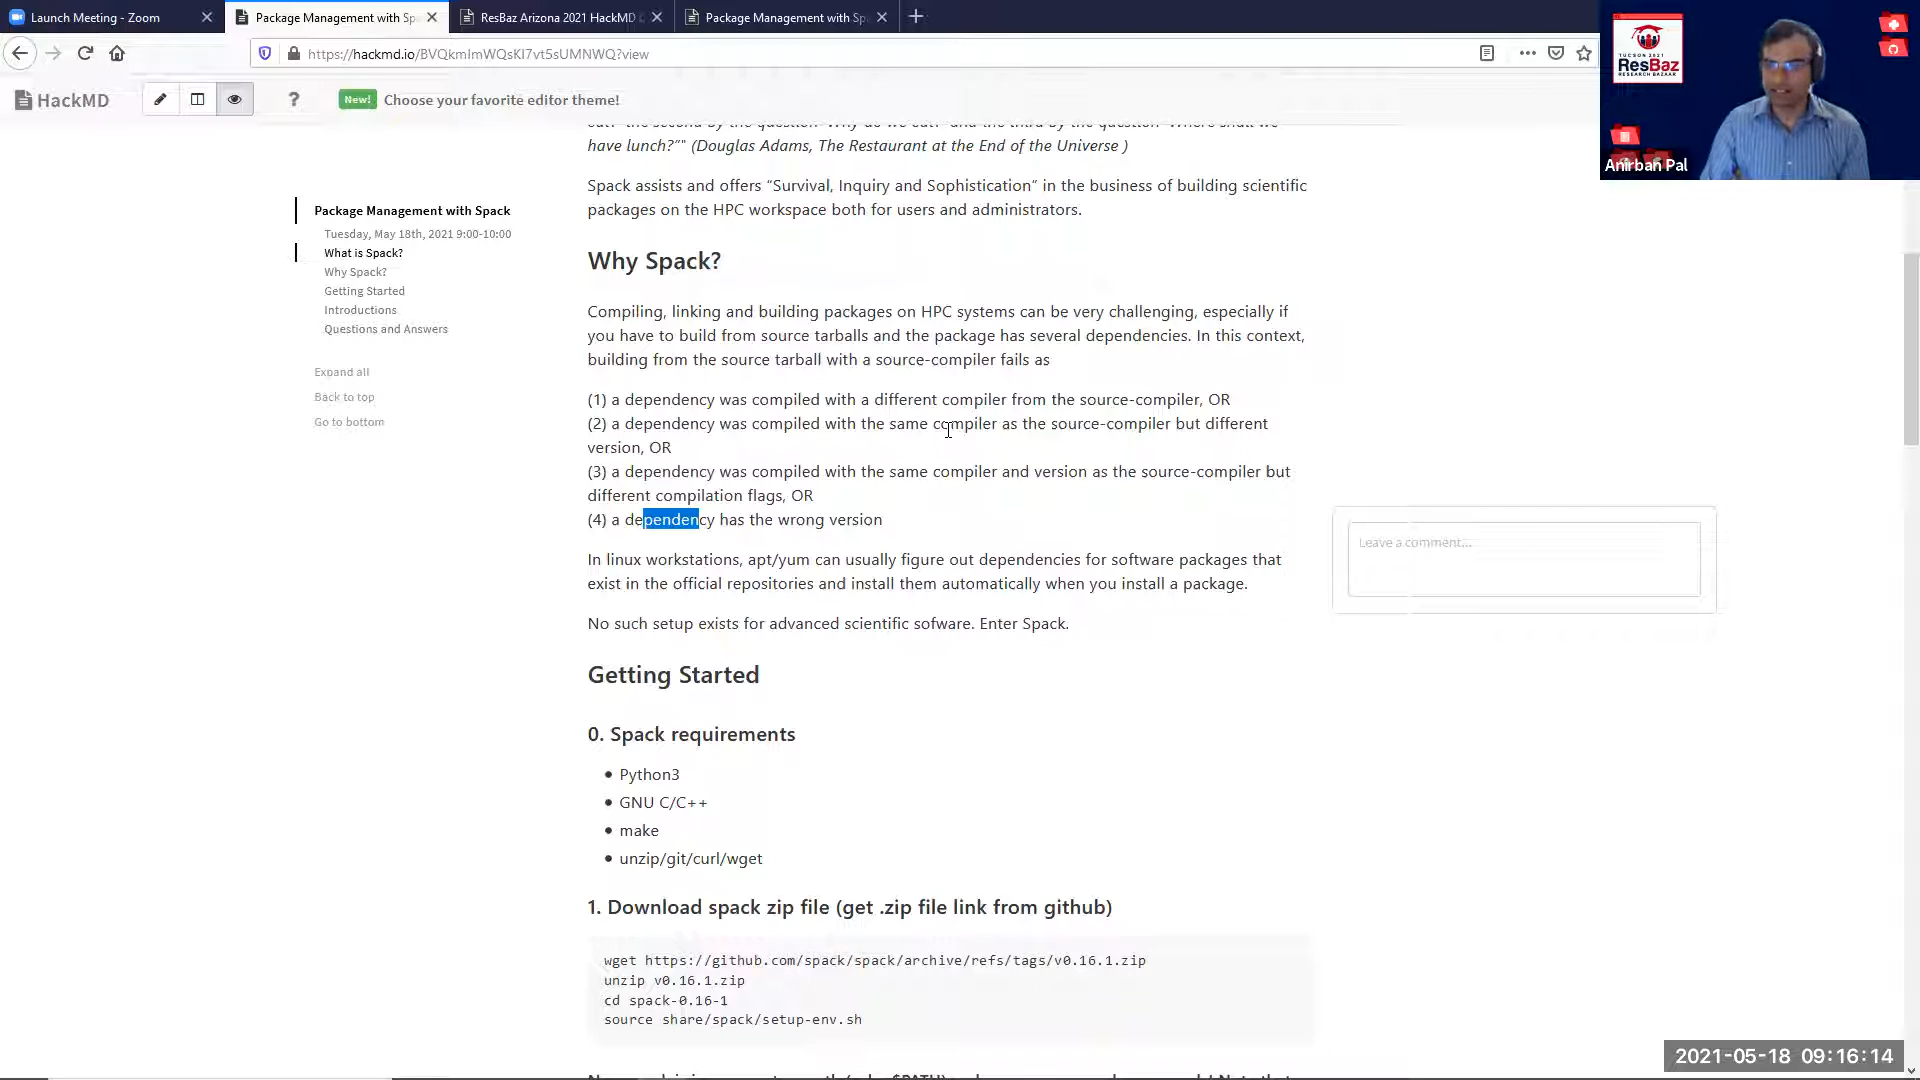 Launch Meeting - Zoom
Package Management with Sp
ResBaz Arizona 2021 HackMD
Package Management with Sp
https://hackmd.io/BVQkmImWQsKI7vt5sUMNWQ?view
TUCSON 2021
ResBaz
RESEARCH BAZAAR
Anirban Pal
HackMD
?
New!
Choose your favorite editor theme!
have lunch?”" (Douglas Adams, The Restaurant at the End of the Universe )
Spack assists and offers “Survival, Inquiry and Sophistication“ in the business of building scientific
packages on the HPC workspace both for users and administrators.
Package Management with Spack
Tuesday, May 18th, 2021 9:00-10:00
What is Spack?
Why Spack?
Getting Started
Introductions
Questions and Answers
Expand all
Back to top
Go to bottom
Why Spack?
Compiling, linking and building packages on HPC systems can be very challenging, especially if
you have to build from source tarballs and the package has several dependencies. In this context,
building from the source tarball with a source-compiler fails as
(1) a dependency was compiled with a different compiler from the source-compiler, OR
(2) a dependency was compiled with the same compiler as the source-compiler but different
version, OR
(3) a dependency was compiled with the same compiler and version as the source-compiler but
different compilation flags, OR
(4) a dependency has the wrong version
In linux workstations, apt/yum can usually figure out dependencies for software packages that
exist in the official repositories and install them automatically when you install a package.
No such setup exists for advanced scientific sofware. Enter Spack.
Leave a comment...
Getting Started
0. Spack requirements
Python3
GNU C/C++
make
unzip/git/curl/wget
1. Download spack zip file (get .zip file link from github)
wget https://github.com/spack/spack/archive/refs/tags/v0.16.1.zip
unzip v0.16.1.zip
cd spack-0.16-1
source share/spack/setup-env.sh
2021-05-18 09:16:14